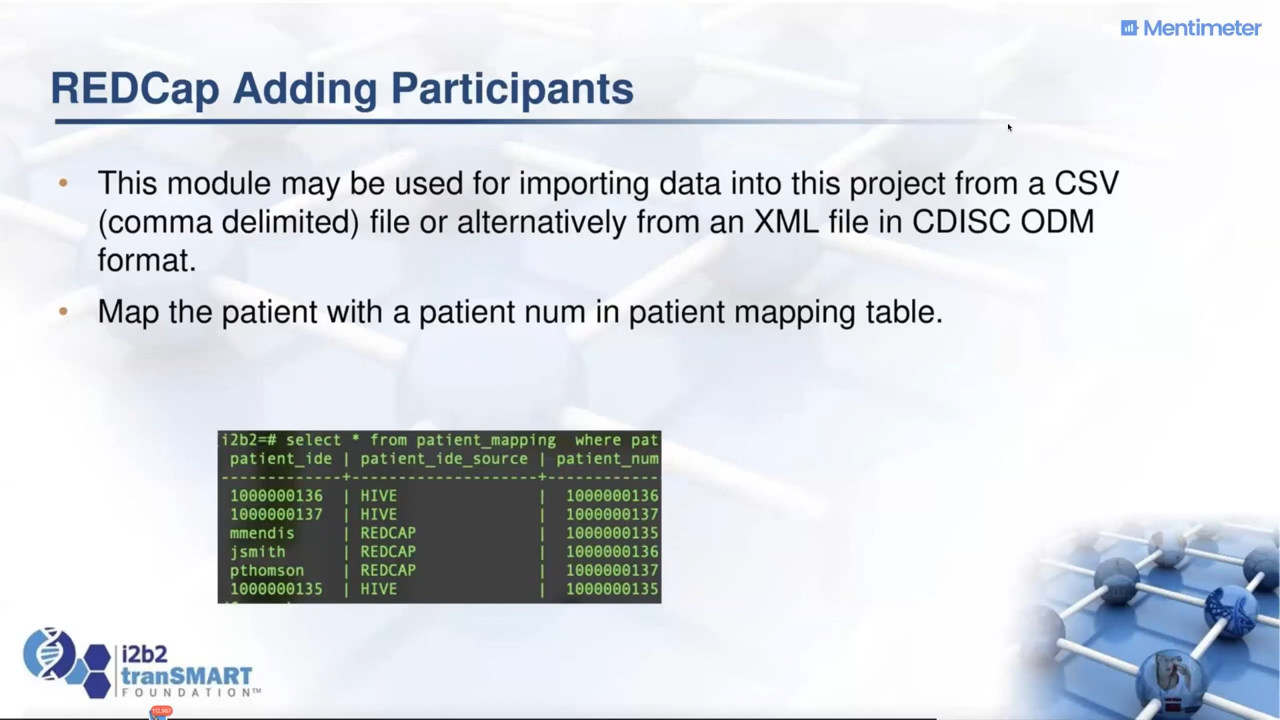 Mentimeter
REDCap Adding Participants
• This module may be used for importing data into this project from a CSV
(comma delimited) file or alternatively from an XML file in CDISC ODM
format.
• Map the patient with a patient num in patient mapping table.
i2b2=# select * from patient_mapping  where pat
patient_ide | patient_ide_source | patient_num
-------------+--------------------+------------
1000000136 | HIVE | 1000000136
1000000137 | HIVE | 1000000137
mmendis | REDCAP | 1000000135
jsmith | REDCAP | 1000000136
pthomson | REDCAP | 1000000137
1000000135 | HIVE | 1000000135
i2b2
tranSMART
FOUNDATION™